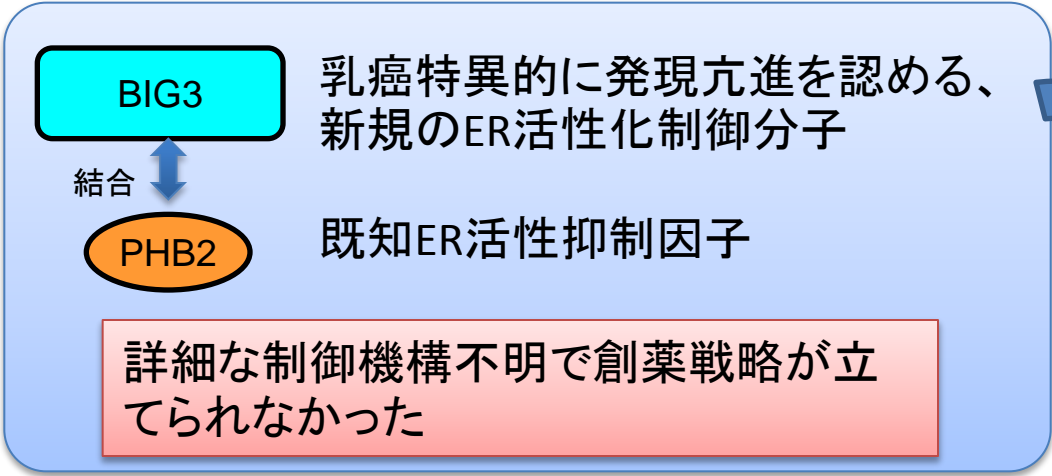 BIG3
乳癌特異的に発現亢進を認める、
新規のER活性化制御分子
結合
PHB2
既知ER活性抑制因子
詳細な制御機構不明で創薬戦略が立
てられなかった